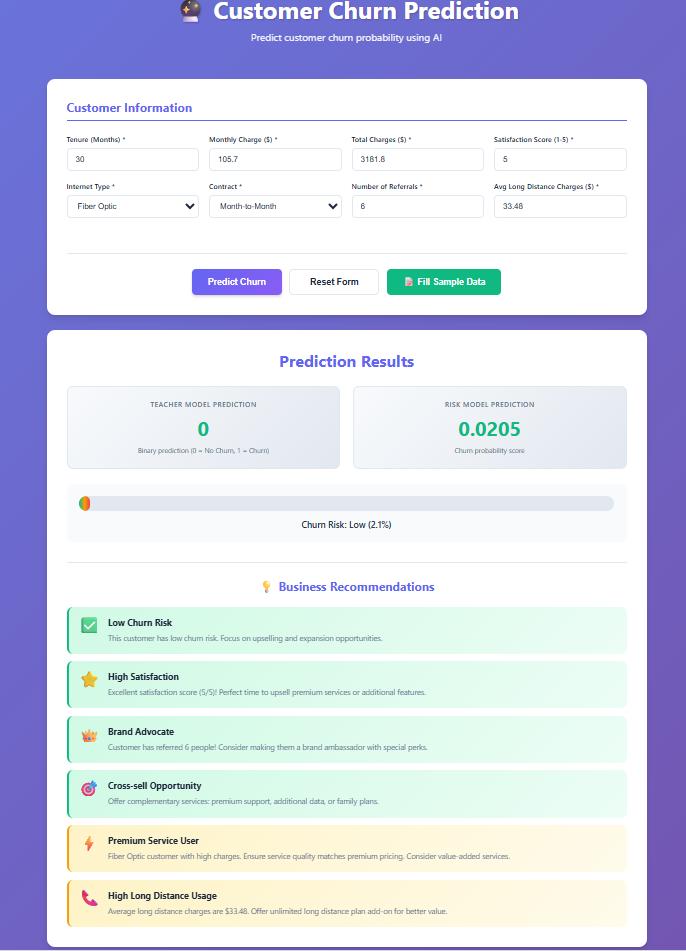 Customer Churn Prediction
Predict customer churn probability using AI
Customer Information
Tenure (Months) * Monthly Charge ($) * Total Charges ($) * Satisfaction Score (1-5) *
30 105.7 3181.8 5
Internet Type * Contract * Number of Referrals * Avg Long Distance Charges ($) *
Fiber Optic Month-to-Month 6 33.48
Predict Churn Reset Form Fill Sample Data
Prediction Results
TEACHER MODEL PREDICTION RISK MODEL PREDICTION
0 0.0205
Binary prediction (0 = No Churn, 1 = Churn) Churn probability score
Churn Risk: Low (2.1%)
Business Recommendations
Low Churn Risk
This customer has low churn risk. Focus on upselling and expansion opportunities.
High Satisfaction
Excellent satisfaction score (5/5)! Perfect time to upsell premium services or additional features.
Brand Advocate
Customer has referred 6 people! Consider making them a brand ambassador with special perks.
Cross-sell Opportunity
Offer complementary services: premium support, additional data, or family plans.
Premium Service User
Fiber Optic customer with high charges. Ensure service quality matches premium pricing. Consider value-added services.
High Long Distance Usage
Average long distance charges are $33.48. Offer unlimited long distance plan add-on for better value.